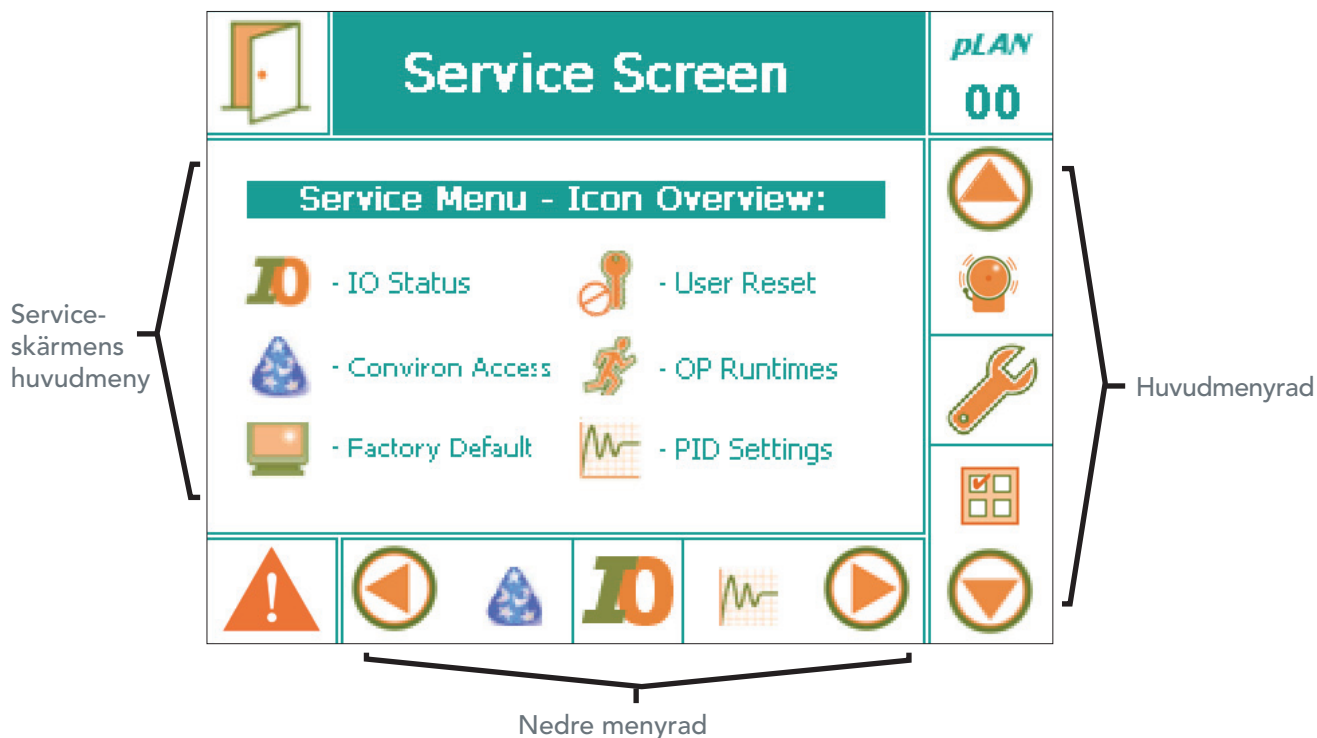 Service Screen
pLAN
00
Service Menu - Icon Overview:
IO - IO Status
- User Reset
- Conviron Access
- OP Runtimes
- Factory Default
- PID Settings
IO
Service-
skärmens
huvudmeny
Huvudmenyrad
Nedre menyrad